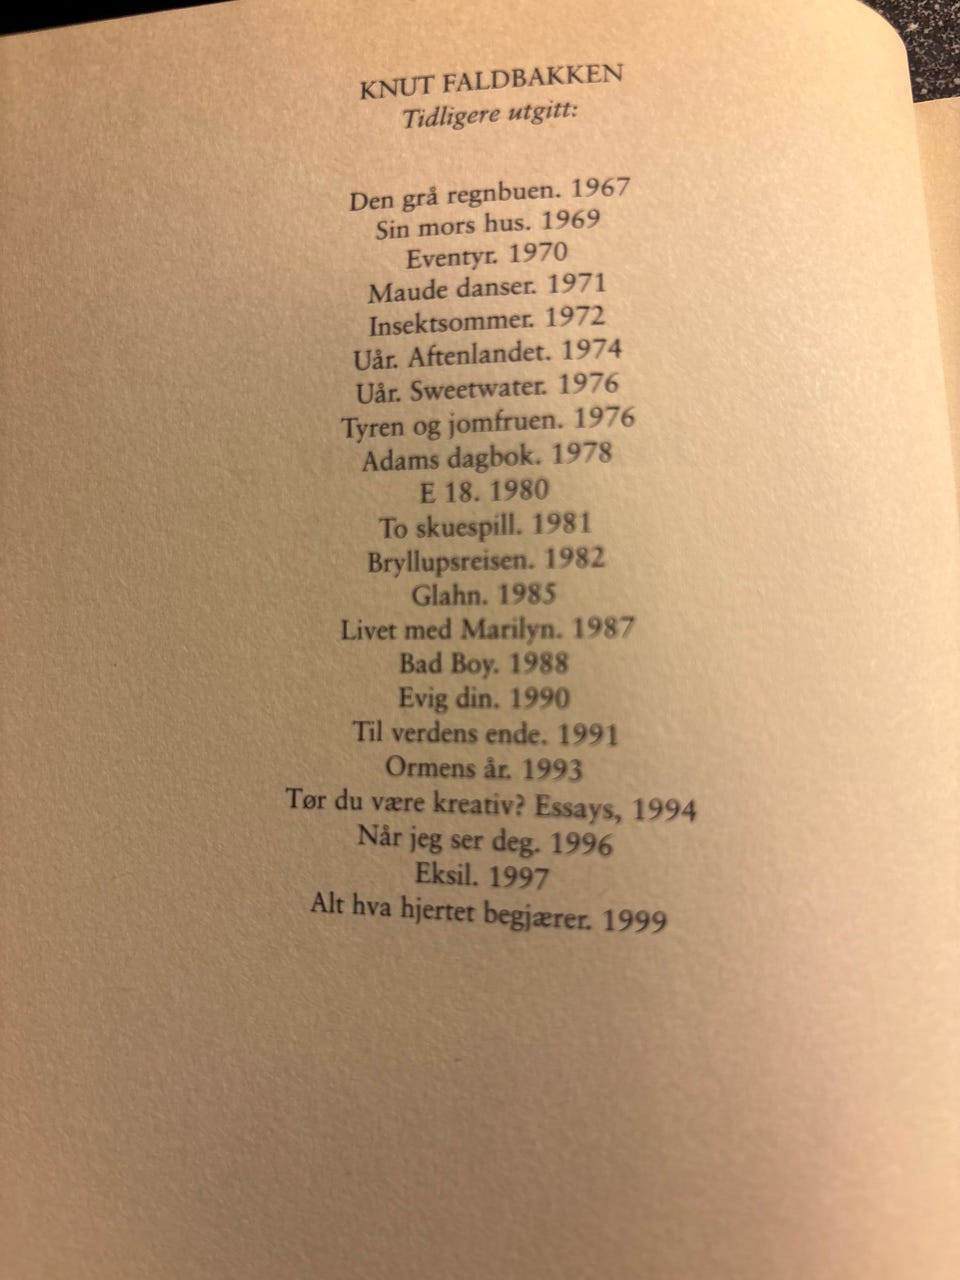 KNUT FALDBAKKEN
Tidligere utgitt:
Den grå regnbuen. 1967
Sin mors hus. 1969
Eventyr. 1970
Maude danser. 1971
Insektsommer. 1972
Uår. Aftenlandet. 1974
Uår. Sweetwater. 1976
Tyren og jomfruen. 1976
Adams dagbok. 1978
E 18. 1980
To skuespill. 1981
Bryllupsreisen. 1982
Glahn. 1985
Livet med Marilyn. 1987
Bad Boy. 1988
Evig din. 1990
Til verdens ende. 1991
Ormens år. 1993
Tør du være kreativ? Essays, 1994
Når jeg ser deg. 1996
Eksil. 1997
Alt hva hjertet begjærer. 1999